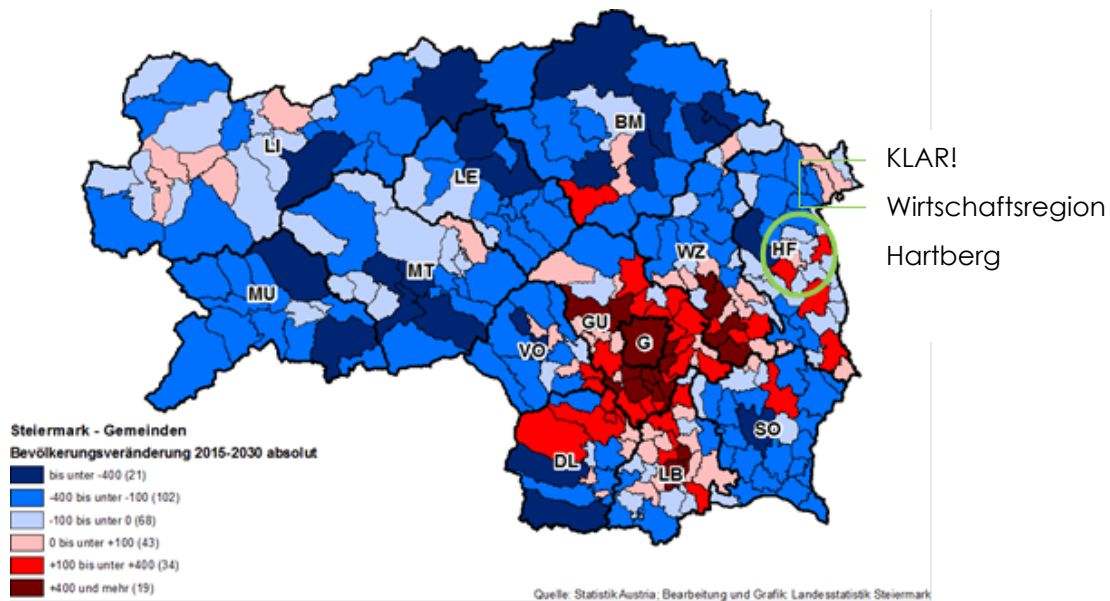 BM
LI
LE
KLAR!
Wirtschaftsregion
Hartberg
HF
WZ
MT
MU
GU
G
VO
SO
DL
LB
Steiermark - Gemeinden
Bevölkerungsveränderung 2015-2030 absolut
bis unter -400 (21)
-400 bis unter -100 (102)
-100 bis unter 0 (68)
0 bis unter +100 (43)
+100 bis unter +400 (34)
+400 und mehr (19)
Quelle: Statistik Austria; Bearbeitung und Grafik: Landesstatistik Steiermark